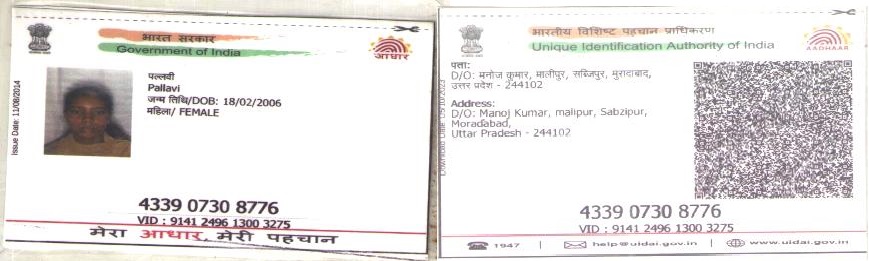 भारत सरकार
Government of India
आधार
Issue Date: 11/08/2014
पल्लवी
Pallavi
जन्म तिथि/DOB: 18/02/2006
महिला/ FEMALE
4339 0730 8776
VID : 9141 2496 1300 3275
मेरा आधार, मेरी पहचान
भारतीय विशिष्ट पहचान प्राधिकरण
Unique Identification Authority of India
AADHAAR
पता:
D/O: मनोज कुमार, मालीपुर, सब्जिपुर, मुरादाबाद,
उत्तर प्रदेश - 244102
Address:
D/O: Manoj Kumar, malipur, Sabzipur,
Moradabad,
Uttar Pradesh - 244102
4339 0730 8776
VID : 9141 2496 1300 3275
1947 | help@uidai.gov.in | www.uidai.gov.in